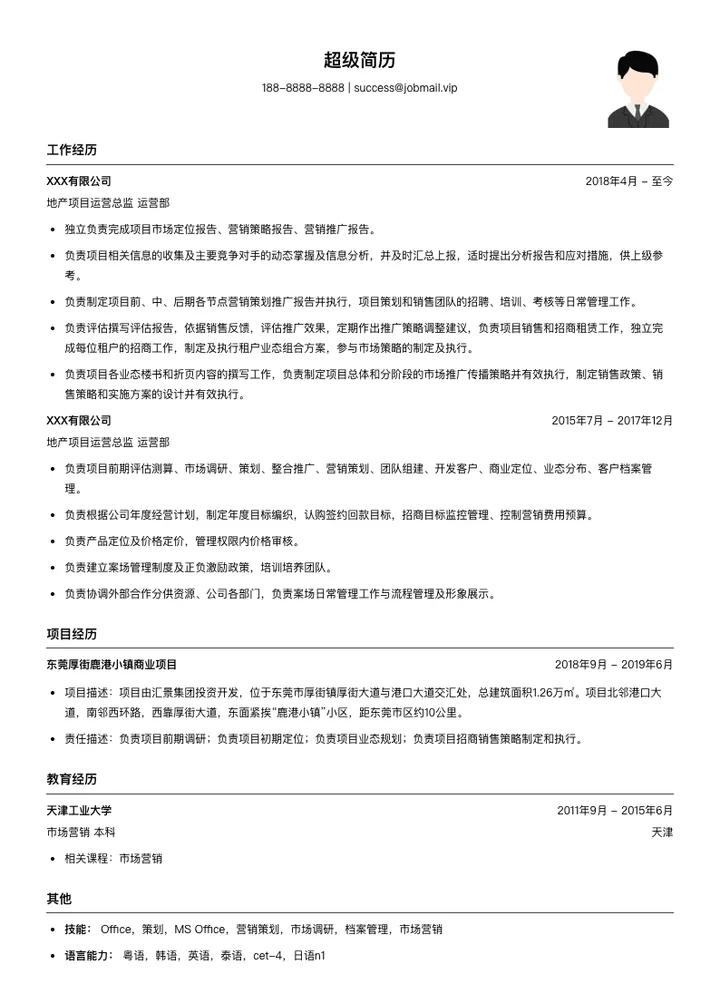 超级简历
188-8888-8888 | success@jobmail.vip
工作经历
XXX有限公司 2018年4月 - 至今
地产项目运营总监 运营部
• 独立负责完成项目市场定位报告、营销策略报告、营销推广报告。
• 负责项目相关信息的收集及主要竞争对手的动态掌握及信息分析，并及时汇总上报，适时提出分析报告和应对措施，供上级参
考。
• 负责制定项目前、中、后期各节点营销策划推广报告并执行，项目策划和销售团队的招聘、培训、考核等日常管理工作。
• 负责评估撰写评估报告，依据销售反馈，评估推广效果，定期作出推广策略调整建议，负责项目销售和招商租赁工作，独立完
成每位租户的招商工作，制定及执行租户业态组合方案，参与市场策略的制定及执行。
• 负责项目各业态楼书和折页内容的撰写工作，负责制定项目总体和分阶段的市场推广传播策略并有效执行，制定销售政策、销
售策略和实施方案的设计并有效执行。
XXX有限公司 2015年7月 - 2017年12月
地产项目运营总监 运营部
• 负责项目前期评估测算、市场调研、策划、整合推广、营销策划、团队组建、开发客户、商业定位、业态分布、客户档案管
理。
• 负责根据公司年度经营计划，制定年度目标编织，认购签约回款目标，招商目标监控管理、控制营销费用预算。
• 负责产品定位及价格定价，管理权限内价格审核。
• 负责建立案场管理制度及正负激励政策，培训培养团队。
• 负责协调外部合作分供资源、公司各部门，负责案场日常管理工作与流程管理及形象展示。
项目经历
东莞厚街鹿港小镇商业项目 2018年9月 - 2019年6月
• 项目描述：项目由汇景集团投资开发，位于东莞市厚街镇厚街大道与港口大道交汇处，总建筑面积1.26万㎡。项目北邻港口大
道，南邻西环路，西靠厚街大道，东面紧挨“鹿港小镇”小区，距东莞市区约10公里。
• 责任描述：负责项目前期调研；负责项目初期定位；负责项目业态规划；负责项目招商销售策略制定和执行。
教育经历
天津工业大学 2011年9月 - 2015年6月
市场营销 本科 天津
• 相关课程：市场营销
其他
• 技能： Office，策划，MS Office，营销策划，市场调研，档案管理，市场营销
• 语言能力： 粤语，韩语，英语，泰语，cet-4，日语n1